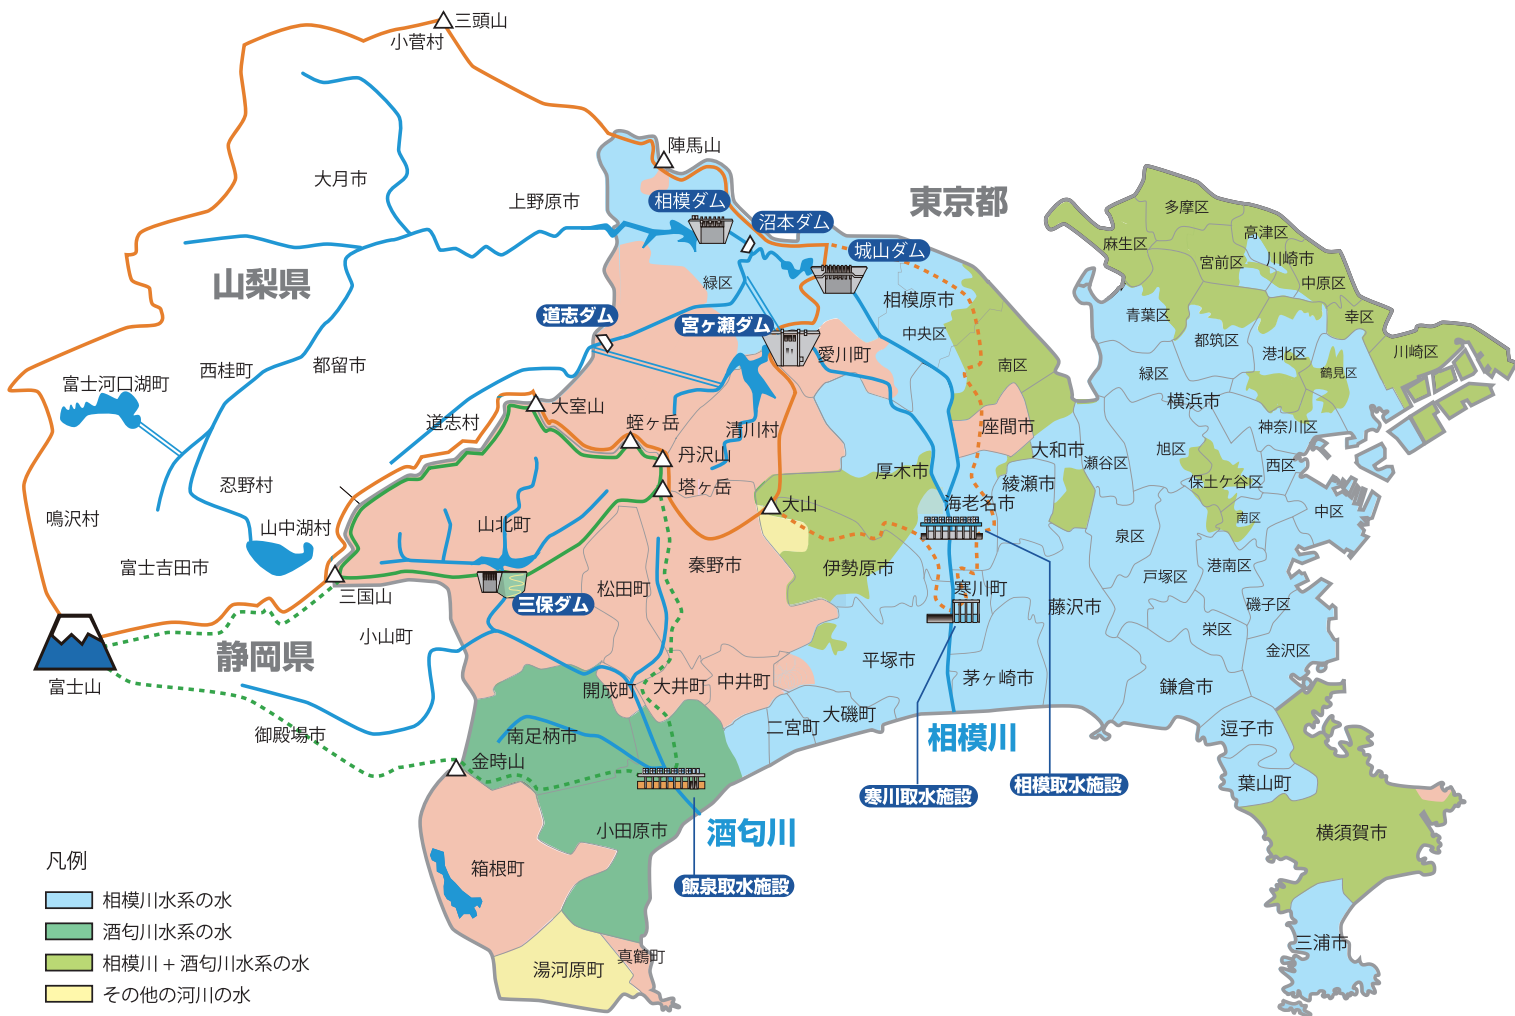 三頭山
小菅村
陣馬山
大月市
上野原市
相模ダム
沼本ダム
東京都
多摩区
高津区
麻生区
宮前区
川崎市
城山ダム
中原区
山梨県
緑区
相模原市
道志ダム
宮ヶ瀬ダム
中央区
青葉区
幸区
都筑区
港北区
川崎区
愛川町
南区
鶴見区
緑区
都留市
西桂町
富士河口湖町
横浜市
大室山
道志村
蛭ヶ岳
清川村
座間市
神奈川区
大和市
旭区
丹沢山
瀬谷区
西区
厚木市
綾瀬市
保土ケ谷区
忍野村
塔ヶ岳
大山
海老名市
中区
南区
鳴沢村
山中湖村
山北町
泉区
富士吉田市
秦野市
伊勢原市
港南区
戸塚区
三国山
松田町
寒川町
三保ダム
藤沢市
磯子区
小山町
栄区
静岡県
金沢区
平塚市
富士山
開成町
大井町
中井町
茅ヶ崎市
鎌倉市
大磯町
二宮町
逗子市
御殿場市
南足柄市
相模川
金時山
葉山町
相模取水施設
寒川取水施設
小田原市
酒匂川
横須賀市
凡例
箱根町
飯泉取水施設
相模川水系の水
酒匂川水系の水
三浦市
真鶴町
相模川+酒匂川水系の水
湯河原町
その他の河川の水